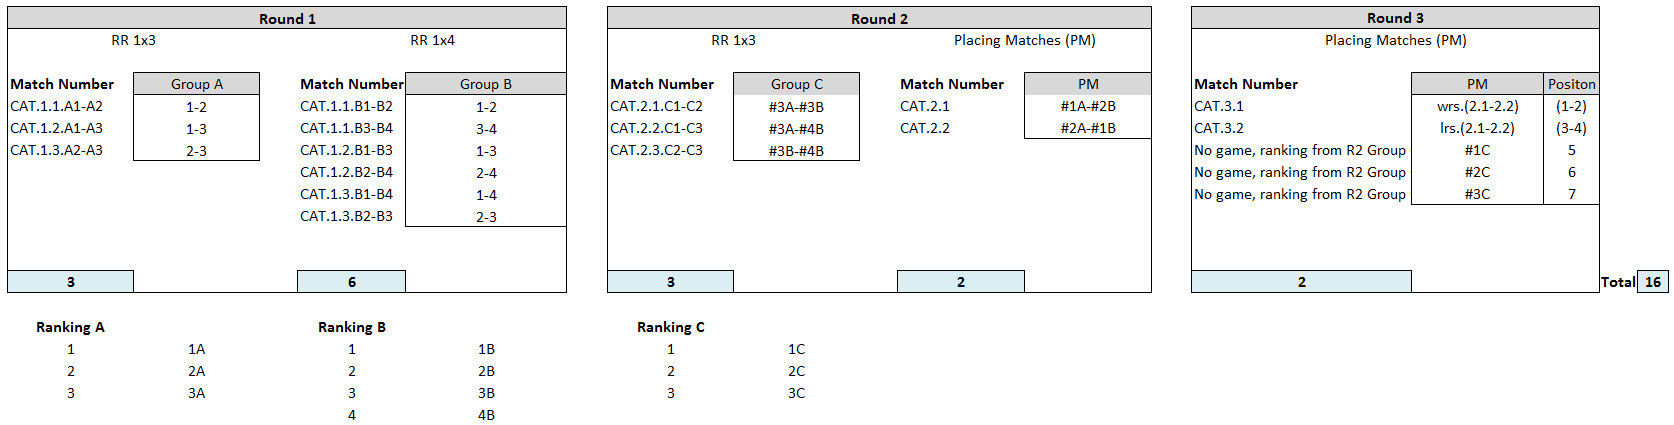 Round 1 Round 2 Round 3
RR 1x3 RR 1x4 RR 1x3 Placing Matches (PM) Placing Matches (PM)
Match Number Group A Match Number Group B Match Number Group C Match Number PM Match Number PM Positon
CAT.1.1.A1-A2 1-2 CAT.1.1.B1-B2 1-2 CAT.2.1.C1-C2 #3A-#3B CAT.2.1 #1A-#2B CAT.3.1 wrs.(2.1-2.2) (1-2)
CAT.1.2.A1-A3 1-3 CAT.1.1.B3-B4 3-4 CAT.2.2.C1-C3 #3A-#4B CAT.2.2 #2A-#1B CAT.3.2 lrs.(2.1-2.2) (3-4)
CAT.1.3.A2-A3 2-3 CAT.1.2.B1-B3 1-3 CAT.2.3.C2-C3 #3B-#4B No game, ranking from R2 Group #1C 5
CAT.1.2.B2-B4 2-4 No game, ranking from R2 Group #2C 6
CAT.1.3.B1-B4 1-4 No game, ranking from R2 Group #3C 7
CAT.1.3.B2-B3 2-3
3 6 3 2 2 Total 16
Ranking A Ranking B Ranking C
1 1A 1 1B 1 1C
2 2A 2 2B 2 2C
3 3A 3 3B 3 3C
4 4B